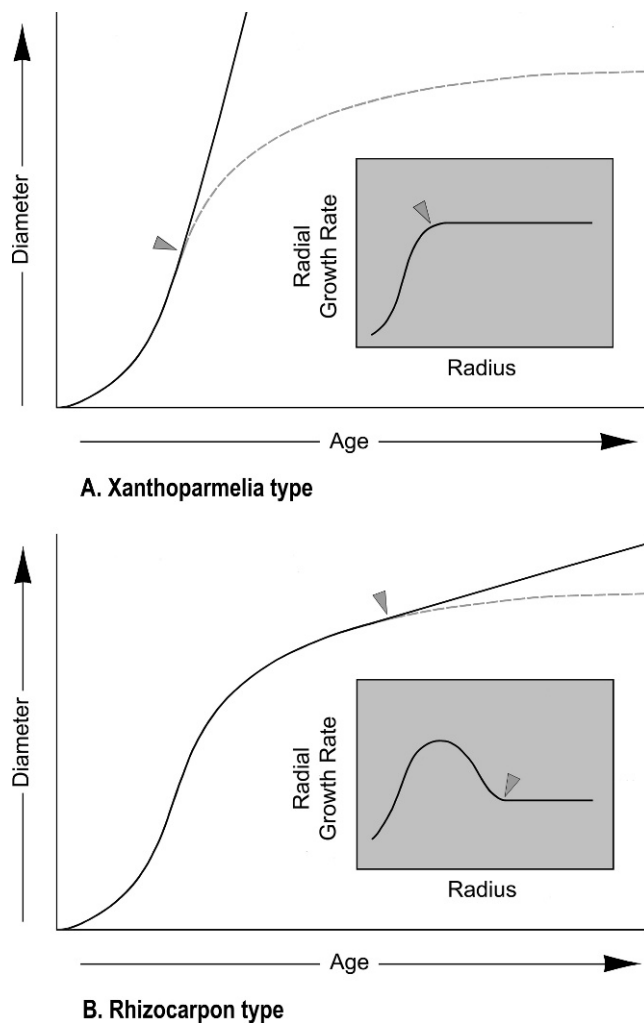 Diameter
Radial
Growth Rate
Radius
Age
A. Xanthoparmelia type
Diameter
Radial
Growth Rate
Radius
Age
B. Rhizocarpon type